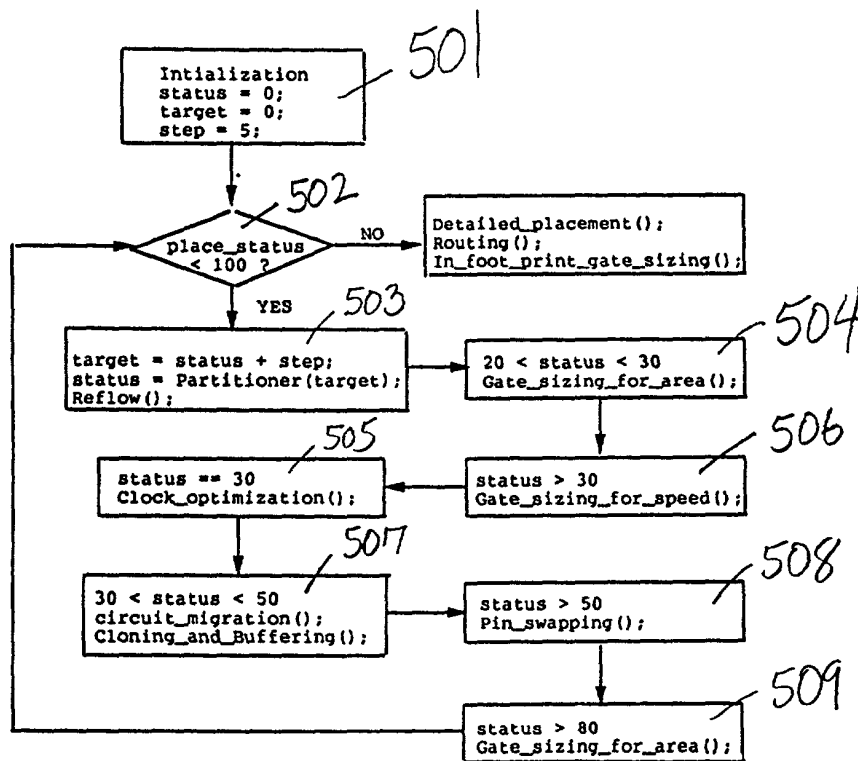 501
Intialization
status = 0;
target = 0;
step = 5;
502
place_status
< 100 ?
NO
Detailed_placement();
Routing();
In_foot_print_gate_sizing();
YES
503
target = status + step;
status = Partitioner(target);
Reflow();
504
20 < status < 30
Gate_sizing_for_area();
505
status == 30
Clock_optimization();
506
status > 30
Gate_sizing_for_speed();
507
30 < status < 50
circuit_migration();
Cloning_and_Buffering();
508
status > 50
Pin_swapping();
509
status > 80
Gate_sizing_for_area();